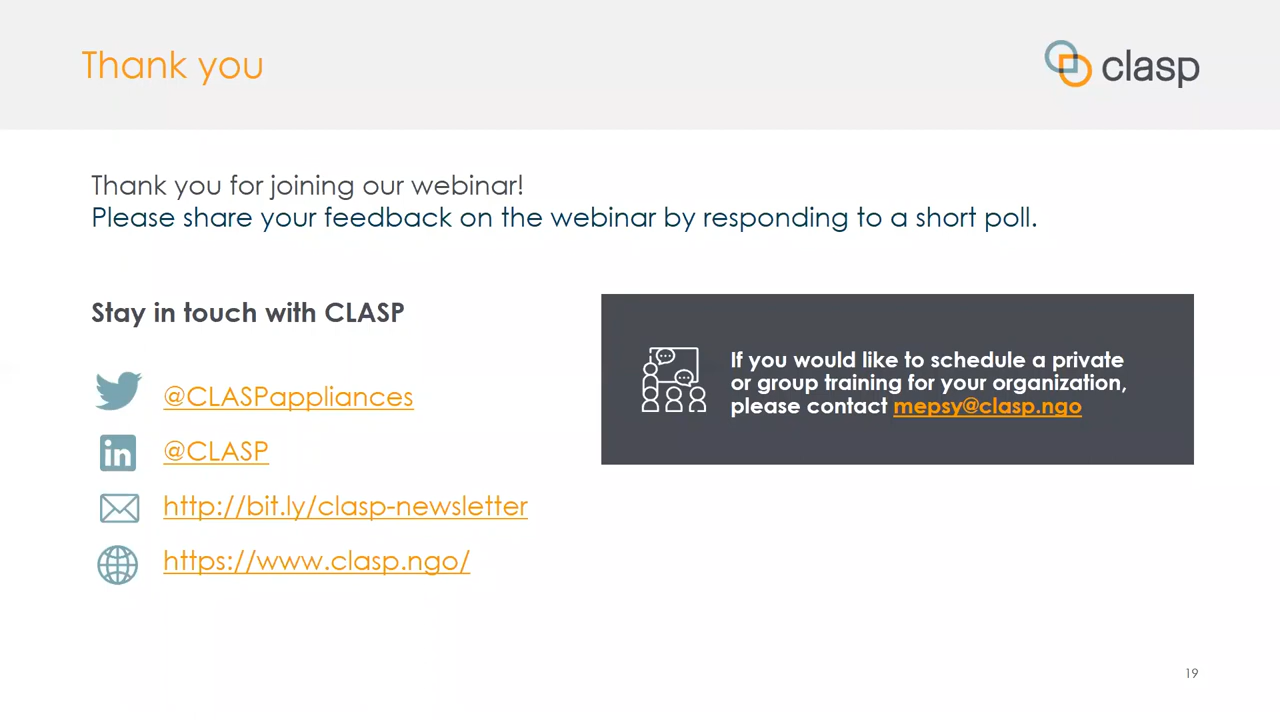 Thank you
clasp
Thank you for joining our webinar!
Please share your feedback on the webinar by responding to a short poll.
Stay in touch with CLASP
@CLASPappliances
in
@CLASP
http://bit.ly/clasp-newsletter
https://www.clasp.ngo/
If you would like to schedule a private
or group training for your organization,
please contact mepsy@clasp.ngo
19